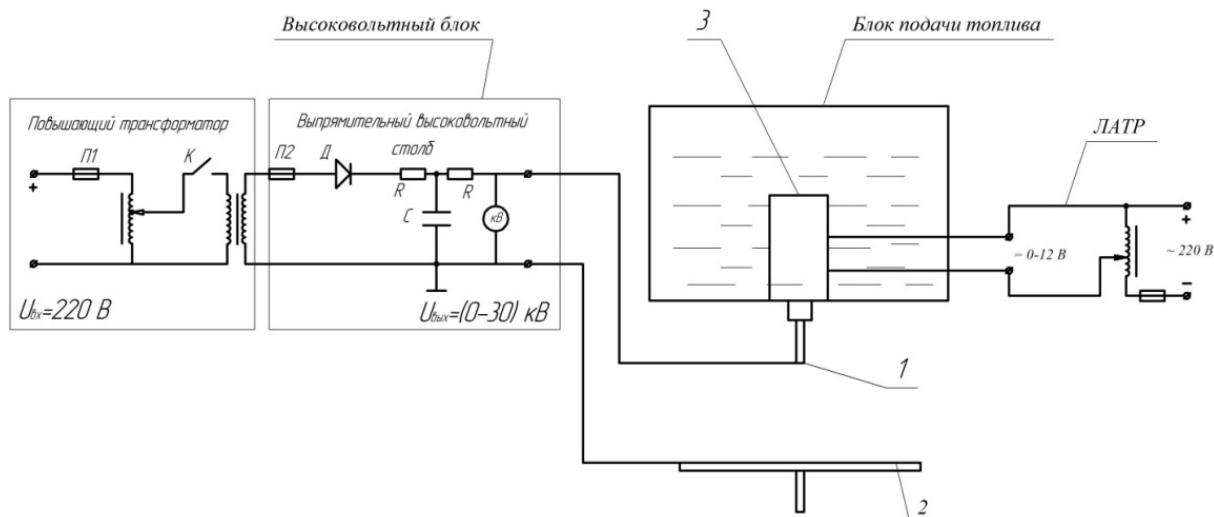 Высоковольтный блок
3
Блок подачи топлива
Повышающий трансформатор
Выпрямительный высоковольтный
столб
ЛАТР
П1
К
П2
Д
R
R
С
кВ
+
= 0-12 В
+
~ 220 В
−
Uвх=220 В
Uвых=(0-30) кВ
1
2